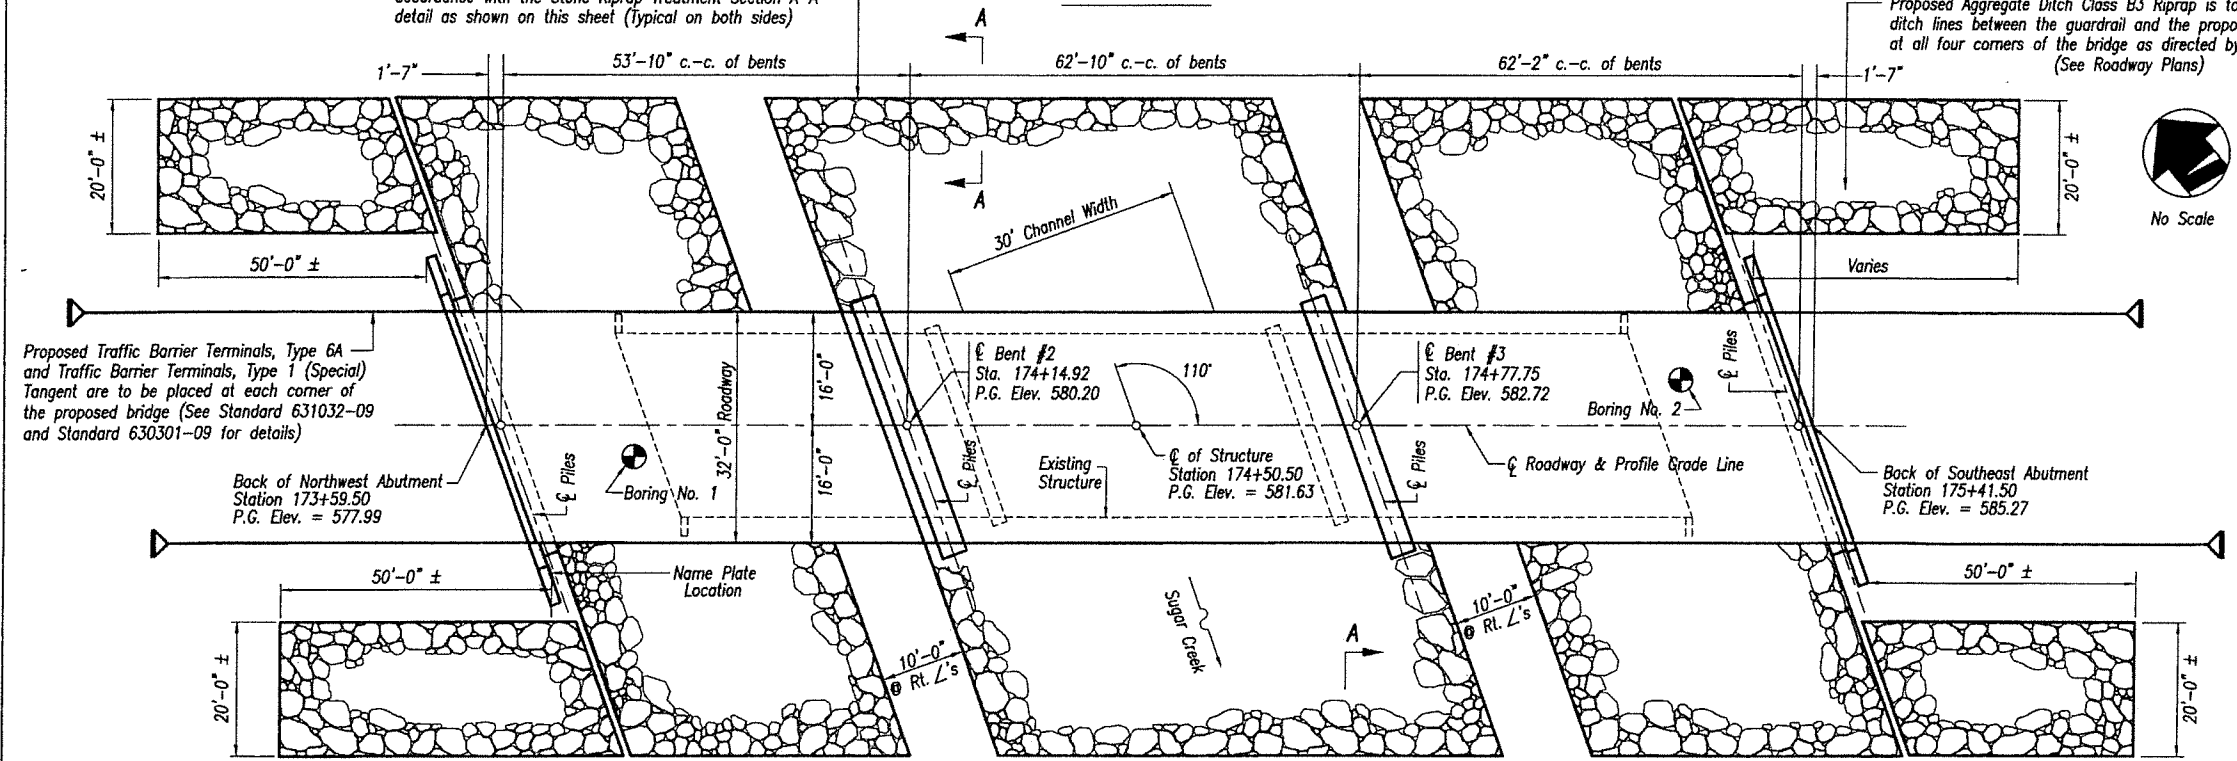 accordance with the Stone Riprap Treatment Section A-A
detail as shown on this sheet (Typical on both sides)
Proposed Aggregate Ditch Class B3 Riprap is to
ditch lines between the guardrail and the propo
at all four corners of the bridge as directed by
(See Roadway Plans)
A
1'-7"
53'-10" c.-c. of bents
62'-10" c.-c. of bents
62'-2" c.-c. of bents
1'-7"
20'-0" ±
A
30' Channel Width
20'-0" ±
No Scale
50'-0" ±
Varies
Proposed Traffic Barrier Terminals, Type 6A
and Traffic Barrier Terminals, Type 1 (Special)
Tangent are to be placed at each corner of
the proposed bridge (See Standard 631032-09
and Standard 630301-09 for details)
32'-0" Roadway
16'-0"
16'-0"
℄ Bent #2
Sta. 174+14.92
P.G. Elev. 580.20
110°
℄ Bent #3
Sta. 174+77.75
P.G. Elev. 582.72
Boring No. 2
℄ Piles
Back of Northwest Abutment
Station 173+59.50
P.G. Elev. = 577.99
℄ Piles
Boring No. 1
℄ Piles
Existing
Structure
℄ of Structure
Station 174+50.50
P.G. Elev. = 581.63
℄ Piles
℄ Roadway & Profile Grade Line
Back of Southeast Abutment
Station 175+41.50
P.G. Elev. = 585.27
50'-0" ±
Name Plate
Location
Sugar Creek
10'-0"
@ Rt. ∠'s
50'-0" ±
20'-0" ±
10'-0"
@ Rt. ∠'s
A
20'-0" ±